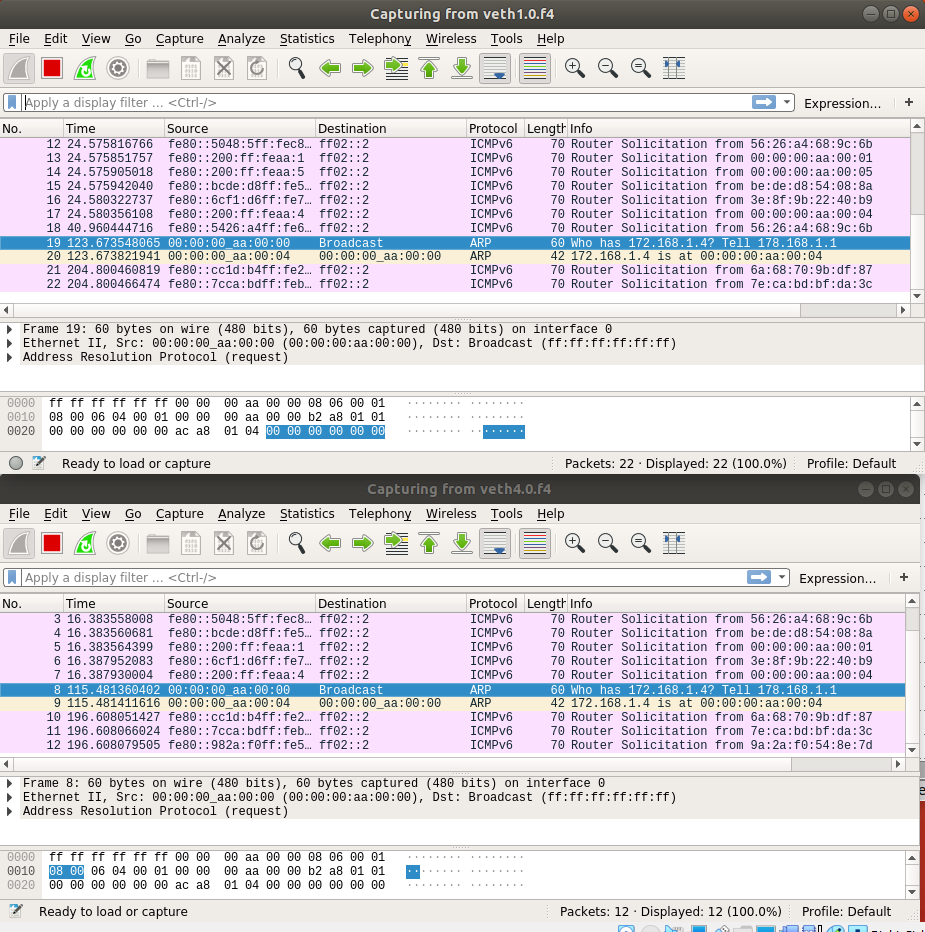 Capturing from veth1.0.f4
File Edit View Go Capture Analyze Statistics Telephony Wireless Tools Help
Apply a display filter ... <Ctrl-/> Expression... +
No. Time Source Destination Protocol Length Info
12 24.575816766 fe80::5048:5ff:fec8… ff02::2 ICMPv6 70 Router Solicitation from 56:26:a4:68:9c:6b
13 24.575851757 fe80::200:ff:feaa:1 ff02::2 ICMPv6 70 Router Solicitation from 00:00:00:aa:00:01
14 24.575905018 fe80::200:ff:feaa:5 ff02::2 ICMPv6 70 Router Solicitation from 00:00:00:aa:00:05
15 24.575942040 fe80::bcde:d8ff:fe5… ff02::2 ICMPv6 70 Router Solicitation from be:de:d8:54:08:8a
16 24.580322737 fe80::6cf1:d6ff:fe7… ff02::2 ICMPv6 70 Router Solicitation from 3e:8f:9b:22:40:b9
17 24.580356108 fe80::200:ff:feaa:4 ff02::2 ICMPv6 70 Router Solicitation from 00:00:00:aa:00:04
18 40.960444716 fe80::5426:a4ff:fe6… ff02::2 ICMPv6 70 Router Solicitation from 56:26:a4:68:9c:6b
19 123.673548065 00:00:00_aa:00:00 Broadcast ARP 60 Who has 172.168.1.4? Tell 178.168.1.1
20 123.673821941 00:00:00_aa:00:04 00:00:00_aa:00:00 ARP 42 172.168.1.4 is at 00:00:00:aa:00:04
21 204.800460819 fe80::cc1d:b4ff:fe2… ff02::2 ICMPv6 70 Router Solicitation from 6a:68:70:9b:df:87
22 204.800466474 fe80::7cca:bdff:feb… ff02::2 ICMPv6 70 Router Solicitation from 7e:ca:bd:bf:da:3c
Frame 19: 60 bytes on wire (480 bits), 60 bytes captured (480 bits) on interface 0
Ethernet II, Src: 00:00:00_aa:00:00 (00:00:00:aa:00:00), Dst: Broadcast (ff:ff:ff:ff:ff:ff)
Address Resolution Protocol (request)
0000 ff ff ff ff ff ff 00 00 00 aa 00 00 08 06 00 01 ········ ········
0010 08 00 06 04 00 01 00 00 00 aa 00 00 b2 a8 01 01 ········ ········
0020 00 00 00 00 00 00 ac a8 01 04 00 00 00 00 00 00 ········ ········
Ready to load or capture Packets: 22 · Displayed: 22 (100.0%) Profile: Default
Capturing from veth4.0.f4
File Edit View Go Capture Analyze Statistics Telephony Wireless Tools Help
Apply a display filter ... <Ctrl-/> Expression... +
No. Time Source Destination Protocol Length Info
3 16.383558008 fe80::5048:5ff:fec8… ff02::2 ICMPv6 70 Router Solicitation from 56:26:a4:68:9c:6b
4 16.383560681 fe80::bcde:d8ff:fe5… ff02::2 ICMPv6 70 Router Solicitation from be:de:d8:54:08:8a
5 16.383564399 fe80::200:ff:feaa:1 ff02::2 ICMPv6 70 Router Solicitation from 00:00:00:aa:00:01
6 16.387952083 fe80::6cf1:d6ff:fe7… ff02::2 ICMPv6 70 Router Solicitation from 3e:8f:9b:22:40:b9
7 16.387930004 fe80::200:ff:feaa:4 ff02::2 ICMPv6 70 Router Solicitation from 00:00:00:aa:00:04
8 115.481360402 00:00:00_aa:00:00 Broadcast ARP 60 Who has 172.168.1.4? Tell 178.168.1.1
9 115.481411616 00:00:00_aa:00:04 00:00:00_aa:00:00 ARP 42 172.168.1.4 is at 00:00:00:aa:00:04
10 196.608051427 fe80::cc1d:b4ff:fe2… ff02::2 ICMPv6 70 Router Solicitation from 6a:68:70:9b:df:87
11 196.608066024 fe80::7cca:bdff:feb… ff02::2 ICMPv6 70 Router Solicitation from 7e:ca:bd:bf:da:3c
12 196.608079505 fe80::982a:f0ff:fe5… ff02::2 ICMPv6 70 Router Solicitation from 9a:2a:f0:54:8e:7d
Frame 8: 60 bytes on wire (480 bits), 60 bytes captured (480 bits) on interface 0
Ethernet II, Src: 00:00:00_aa:00:00 (00:00:00:aa:00:00), Dst: Broadcast (ff:ff:ff:ff:ff:ff)
Address Resolution Protocol (request)
0000 ff ff ff ff ff ff 00 00 00 aa 00 00 08 06 00 01 ········ ········
0010 08 00 06 04 00 01 00 00 00 aa 00 00 b2 a8 01 01 ········ ········
0020 00 00 00 00 00 00 ac a8 01 04 00 00 00 00 00 00 ········ ········
Ready to load or capture Packets: 12 · Displayed: 12 (100.0%) Profile: Default